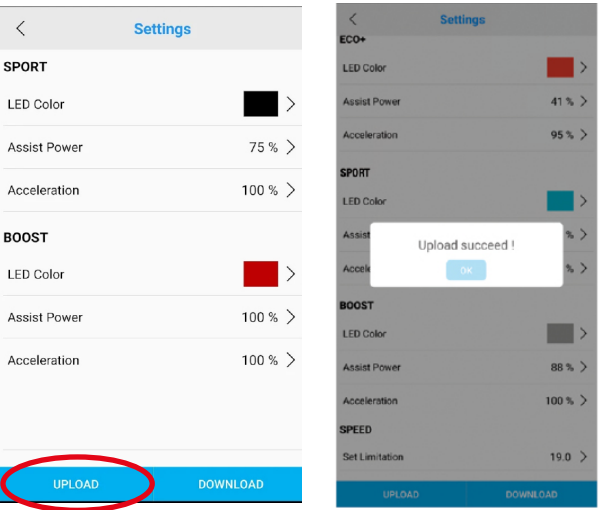 Settings
SPORT
LED Color
Assist Power 75 %
Acceleration 100 %
BOOST
LED Color
Assist Power 100 %
Acceleration 100 %
UPLOAD DOWNLOAD
Settings
ECO+
LED Color
Assist Power 41 %
Acceleration 95 %
SPORT
LED Color
Assist %
Upload succeed !
Accele %
OK
BOOST
LED Color
Assist Power 88 %
Acceleration 100 %
SPEED
Set Limitation 19.0
UPLOAD DOWNLOAD